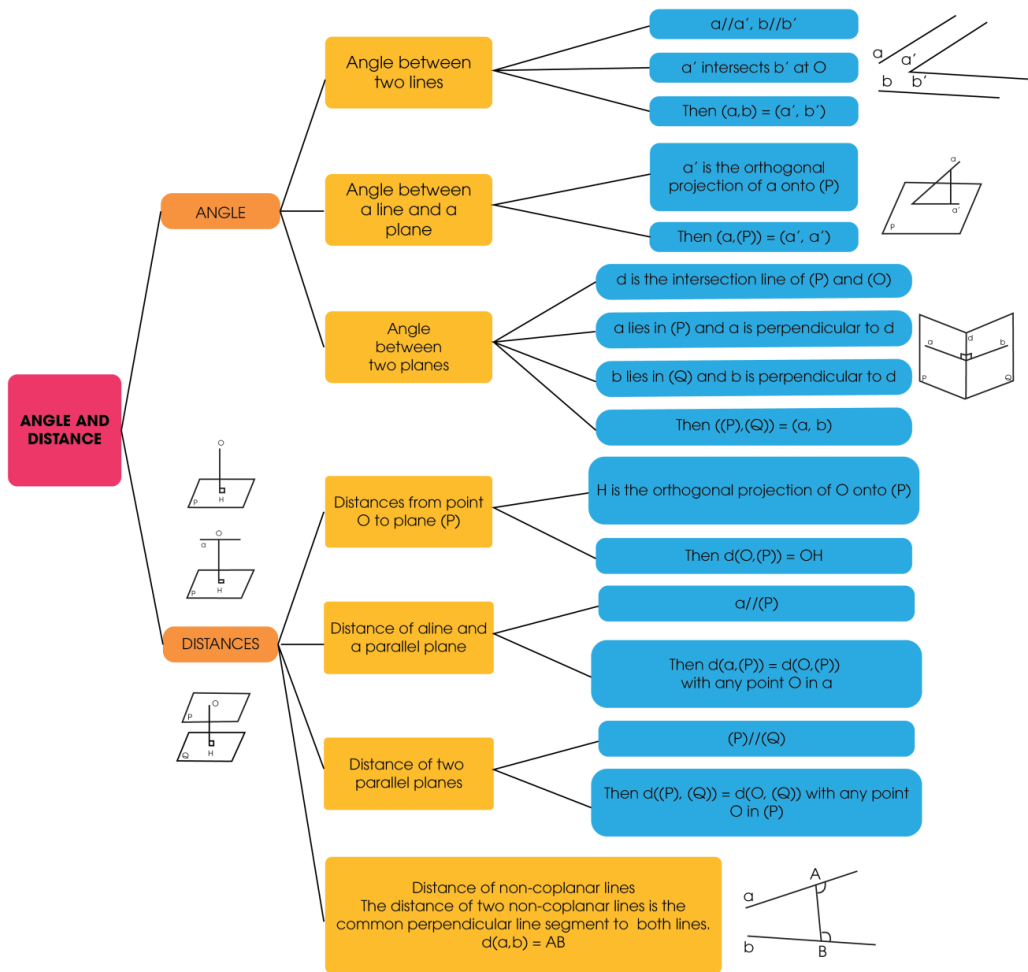 ANGLE AND
DISTANCE
ANGLE
Angle between
two lines
a//a’, b//b’
a’ intersects b’ at O
Then (a,b) = (a’, b’)
a
a’
b
b’
Angle between
a line and a
plane
a’ is the orthogonal
projection of a onto (P)
Then (a,(P)) = (a’, a’)
a
a’
P
Angle
between
two planes
d is the intersection line of (P) and (O)
a lies in (P) and a is perpendicular to d
b lies in (Q) and b is perpendicular to d
Then ((P),(Q)) = (a, b)
a
d
b
P
Q
DISTANCES
O
P
H
O
a
P
H
O
P
Q
H
Distances from point
O to plane (P)
H is the orthogonal projection of O onto (P)
Then d(O,(P)) = OH
Distance of aline and
a parallel plane
a//(P)
Then d(a,(P)) = d(O,(P))
with any point O in a
Distance of two
parallel planes
(P)//(Q)
Then d((P), (Q)) = d(O, (Q)) with any point
O in (P)
Distance of non-coplanar lines
The distance of two non-coplanar lines is the
common perpendicular line segment to both lines.
d(a,b) = AB
A
a
b
B